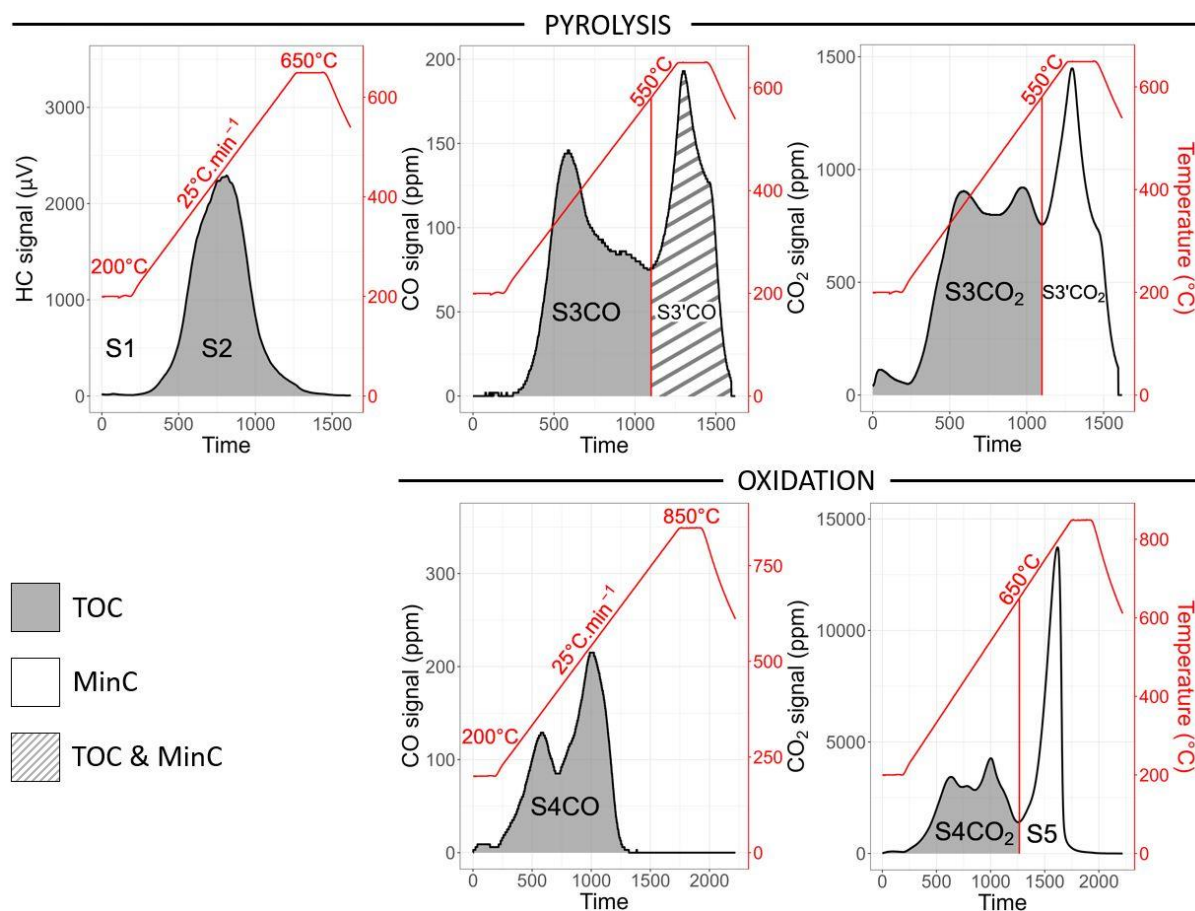 PYROLYSIS
HC signal (µV)
3000
2000
1000
0
200°C
25°C.min⁻¹
650°C
S1
S2
600
400
200
0
0 500 1000 1500
Time
CO signal (ppm)
200
150
100
50
0
550°C
S3CO
S3'CO
600
400
200
0
0 500 1000 1500
Time
CO₂ signal (ppm)
1500
1000
500
0
550°C
S3CO₂
S3'CO₂
600
400
200
0
Temperature (°C)
0 500 1000 1500
Time
OXIDATION
TOC
MinC
TOC & MinC
CO signal (ppm)
300
200
100
0
200°C
25°C.min⁻¹
850°C
S4CO
750
500
250
0
0 500 1000 1500 2000
Time
CO₂ signal (ppm)
15000
10000
5000
0
650°C
S4CO₂
S5
800
600
400
200
0
Temperature (°C)
0 500 1000 1500 2000
Time